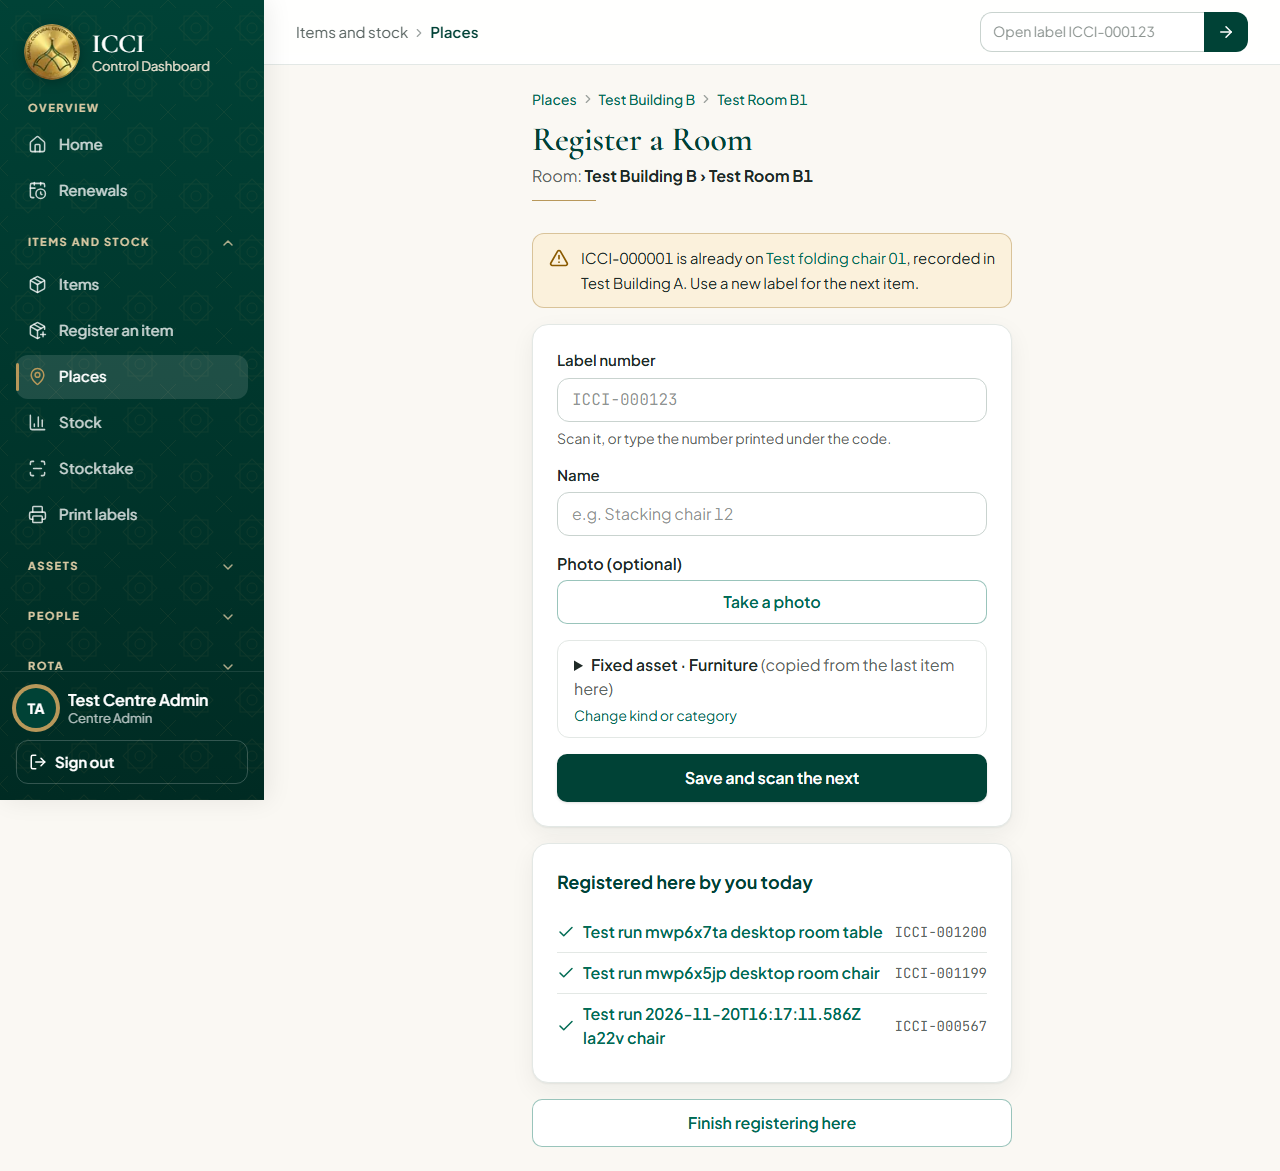 ICCI
Control Dashboard
OVERVIEW
Home
Renewals
ITEMS AND STOCK
Items
Register an item
Places
Stock
Stocktake
Print labels
ASSETS
PEOPLE
ROTA
TA
Test Centre Admin
Centre Admin
Sign out
Items and stock › Places
Open label ICCI-000123
Places › Test Building B › Test Room B1
Register a Room
Room: Test Building B › Test Room B1
ICCI-000001 is already on Test folding chair 01, recorded in
Test Building A. Use a new label for the next item.
Label number
ICCI-000123
Scan it, or type the number printed under the code.
Name
e.g. Stacking chair 12
Photo (optional)
Take a photo
Fixed asset · Furniture (copied from the last item
here)
Change kind or category
Save and scan the next
Registered here by you today
Test run mwp6x7ta desktop room table ICCI-001200
Test run mwp6x5jp desktop room chair ICCI-001199
Test run 2026-11-20T16:17:11.586Z
la22v chair ICCI-000567
Finish registering here